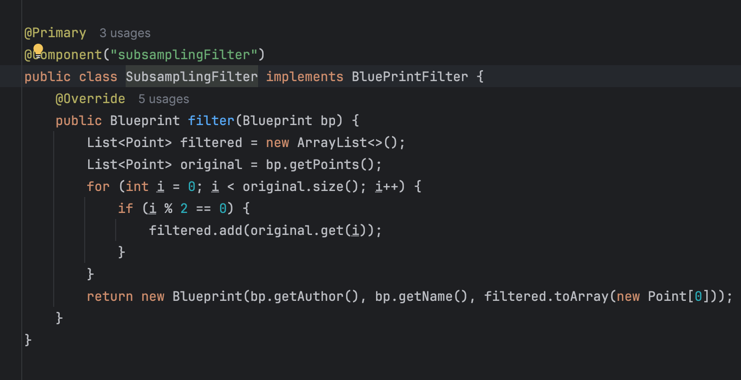 @Primary 3 usages
@Component("subsamplingFilter")
public class SubsamplingFilter implements BluePrintFilter {
@Override 5 usages
public Blueprint filter(Blueprint bp) {
List<Point> filtered = new ArrayList<>();
List<Point> original = bp.getPoints();
for (int i = 0; i < original.size(); i++) {
if (i % 2 == 0) {
filtered.add(original.get(i));
}
}
return new Blueprint(bp.getAuthor(), bp.getName(), filtered.toArray(new Point[0]));
}
}